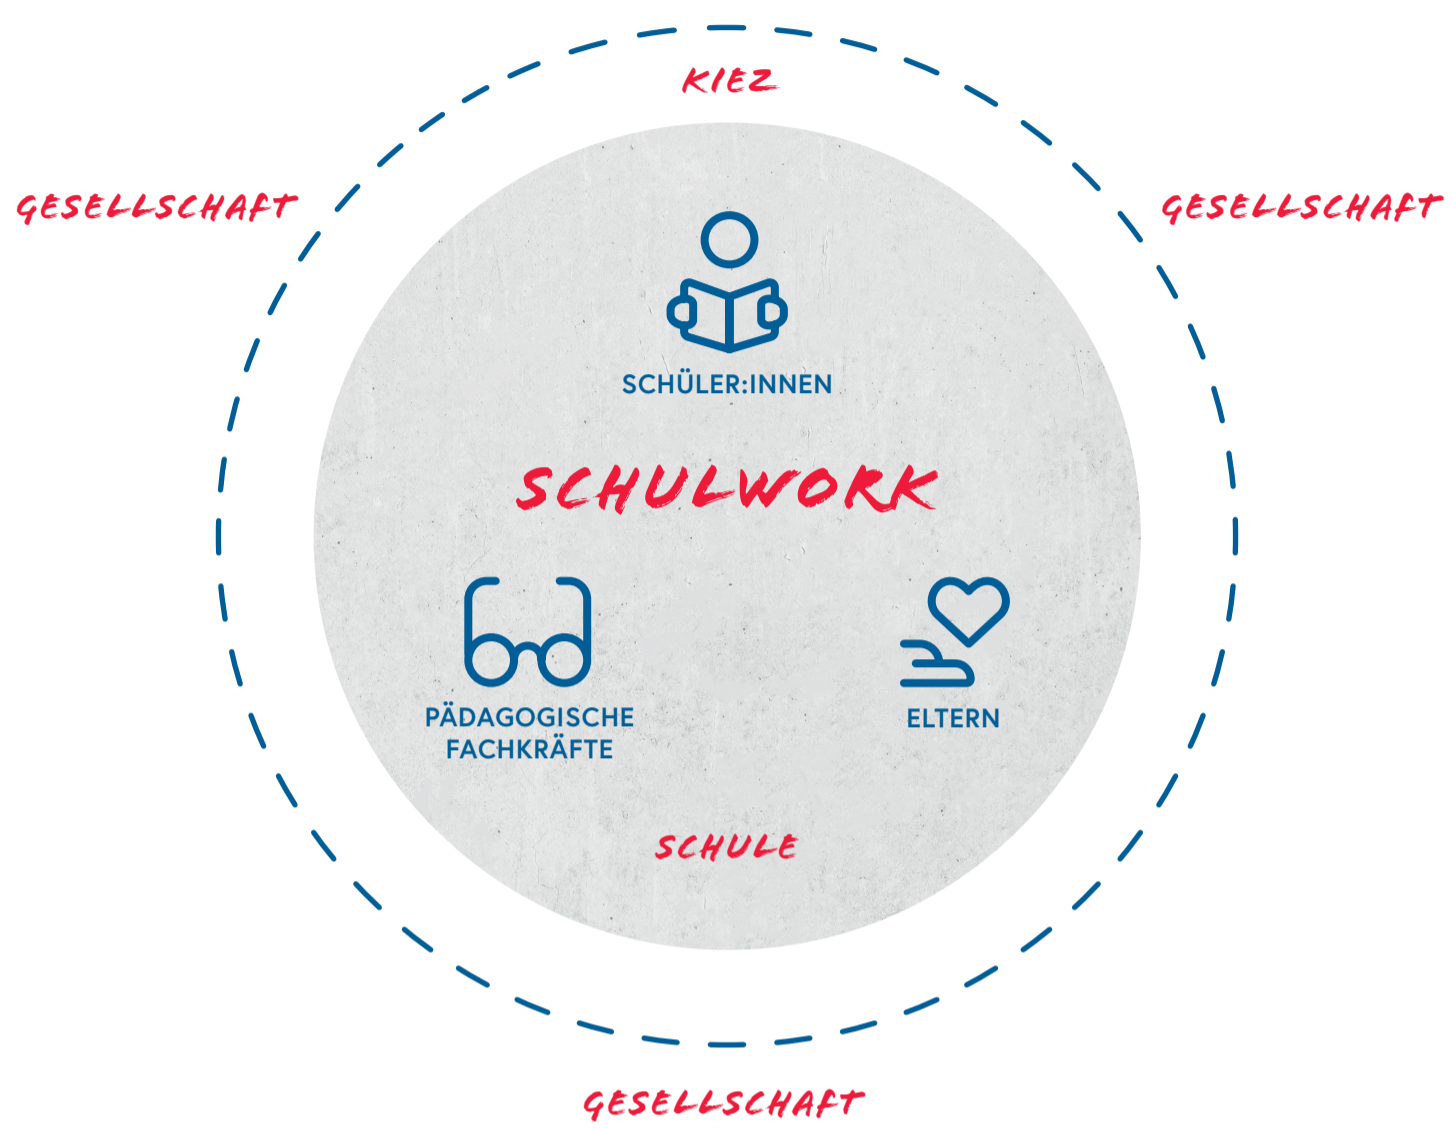 KIEZ
GESELLSCHAFT
GESELLSCHAFT
SCHÜLER:INNEN
SCHULWORK
PÄDAGOGISCHE
FACHKRÄFTE
ELTERN
SCHULE
GESELLSCHAFT